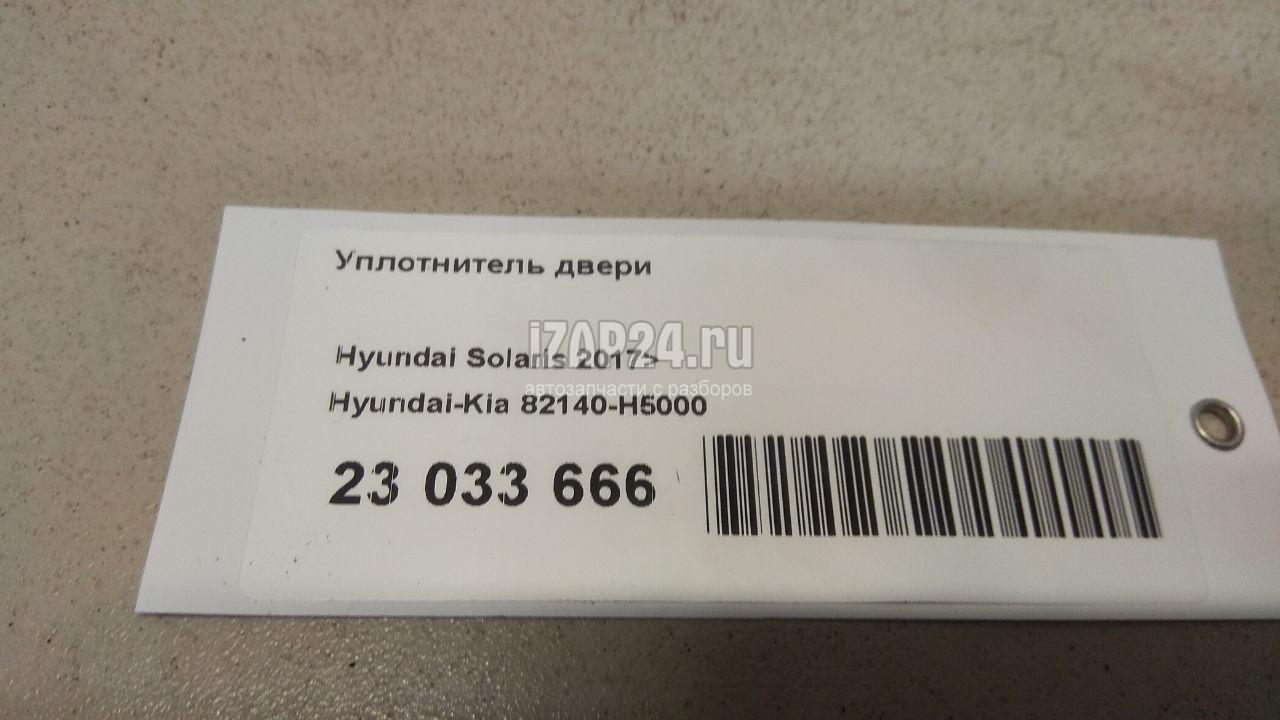 Уплотнитель двери
iZAP24.ru
Hyundai Solaris 2017>
автозапчасти с разборов
Hyundai-Kia 82140-H5000
23 033 666